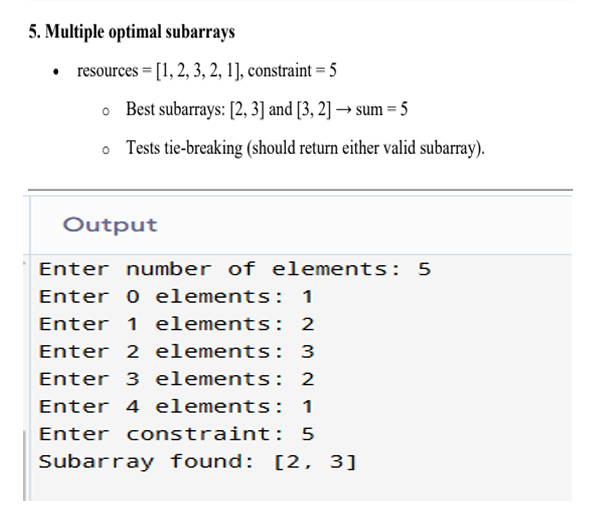 5. Multiple optimal subarrays
• resources = [1, 2, 3, 2, 1], constraint = 5
o Best subarrays: [2, 3] and [3, 2] → sum = 5
o Tests tie-breaking (should return either valid subarray).
Output
Enter number of elements: 5
Enter 0 elements: 1
Enter 1 elements: 2
Enter 2 elements: 3
Enter 3 elements: 2
Enter 4 elements: 1
Enter constraint: 5
Subarray found: [2, 3]